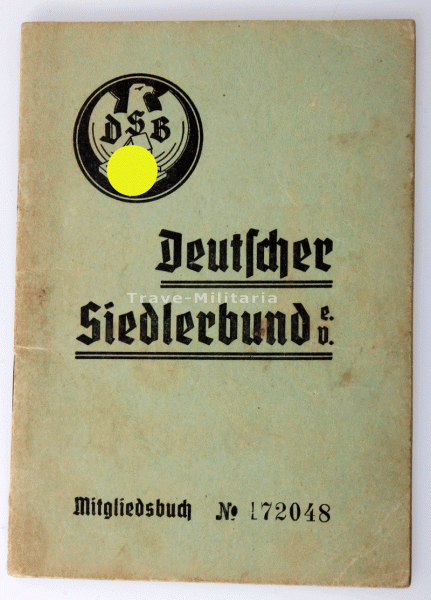 DSB
Deutſcher
Trave-Militaria
Siedlerbund e. V.
Mitgliedsbuch № 172048